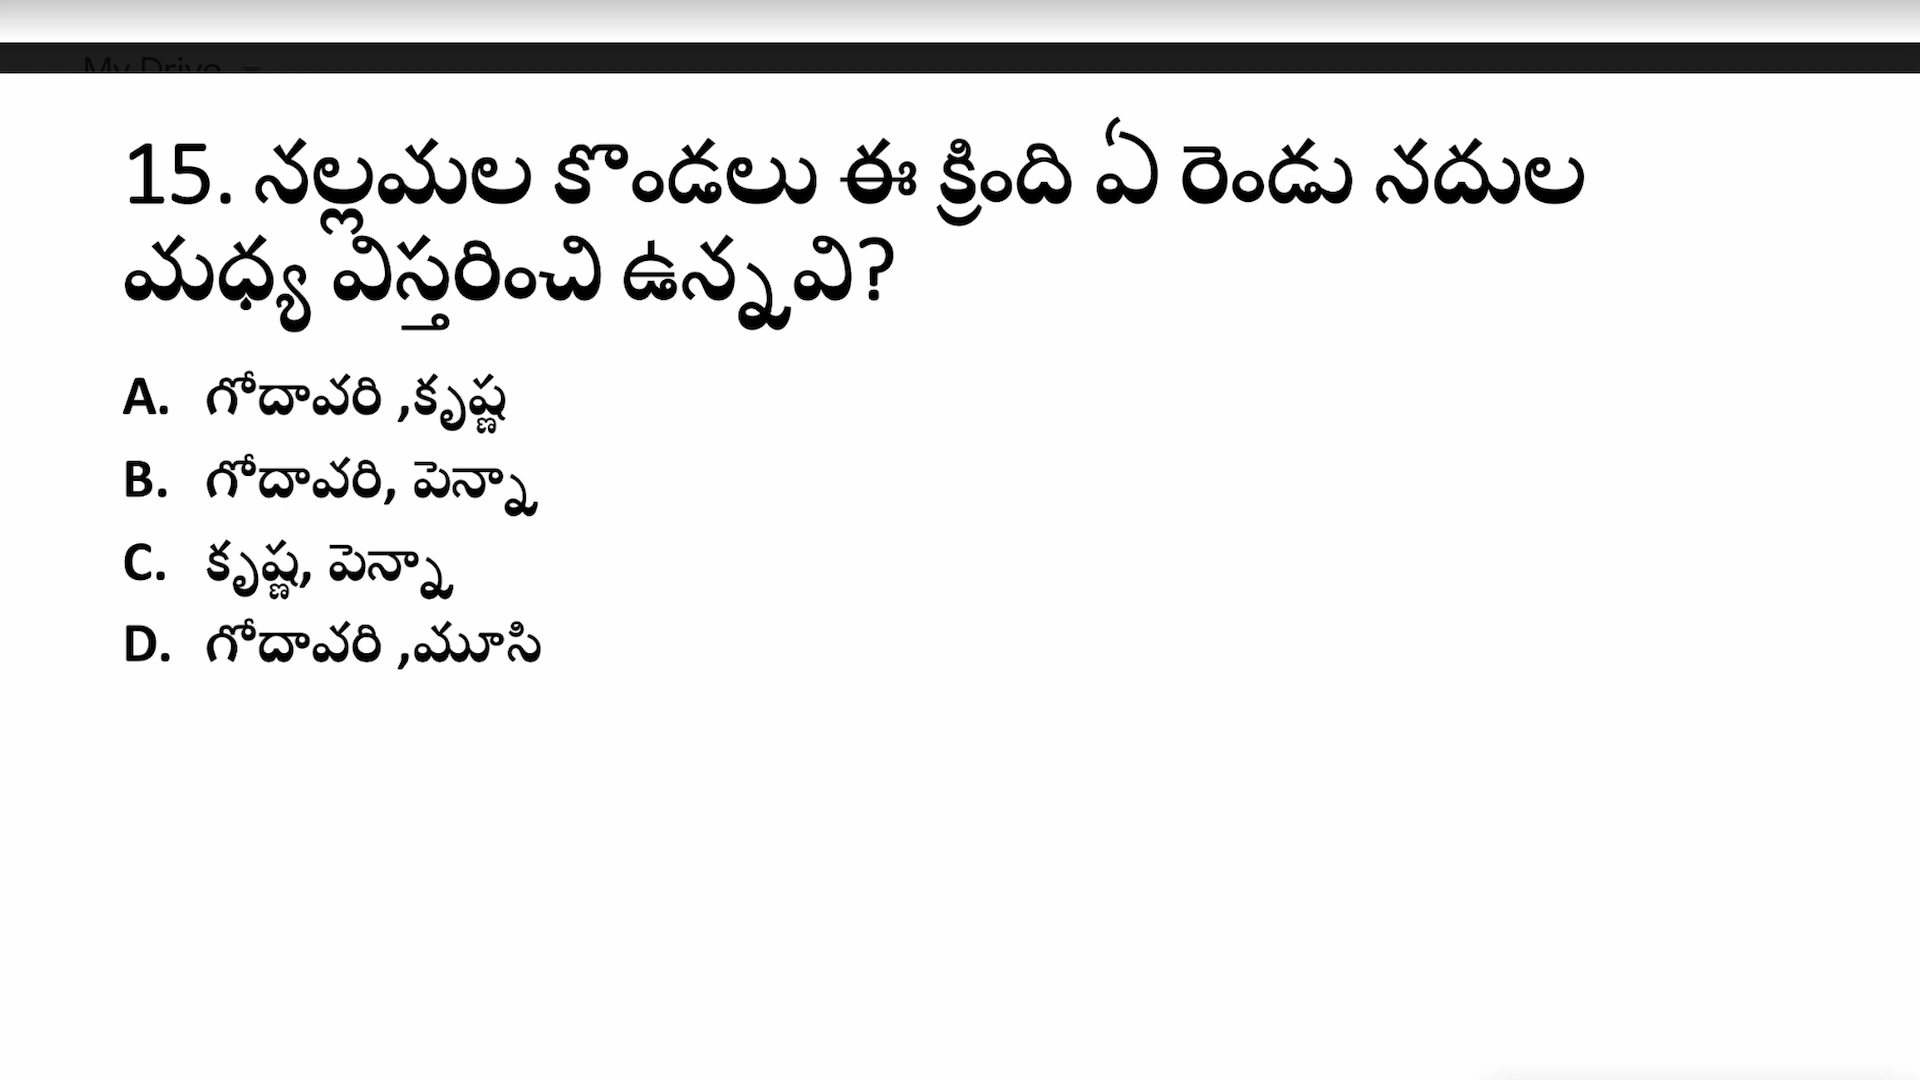 My Drive
15. నల్లమల కొండలు ఈ క్రింది ఏ రెండు నదుల
మధ్య విస్తరించి ఉన్నవి?
A. గోదావరి ,కృష్ణ
B. గోదావరి, పెన్నా
C. కృష్ణ, పెన్నా
D. గోదావరి ,మూసి